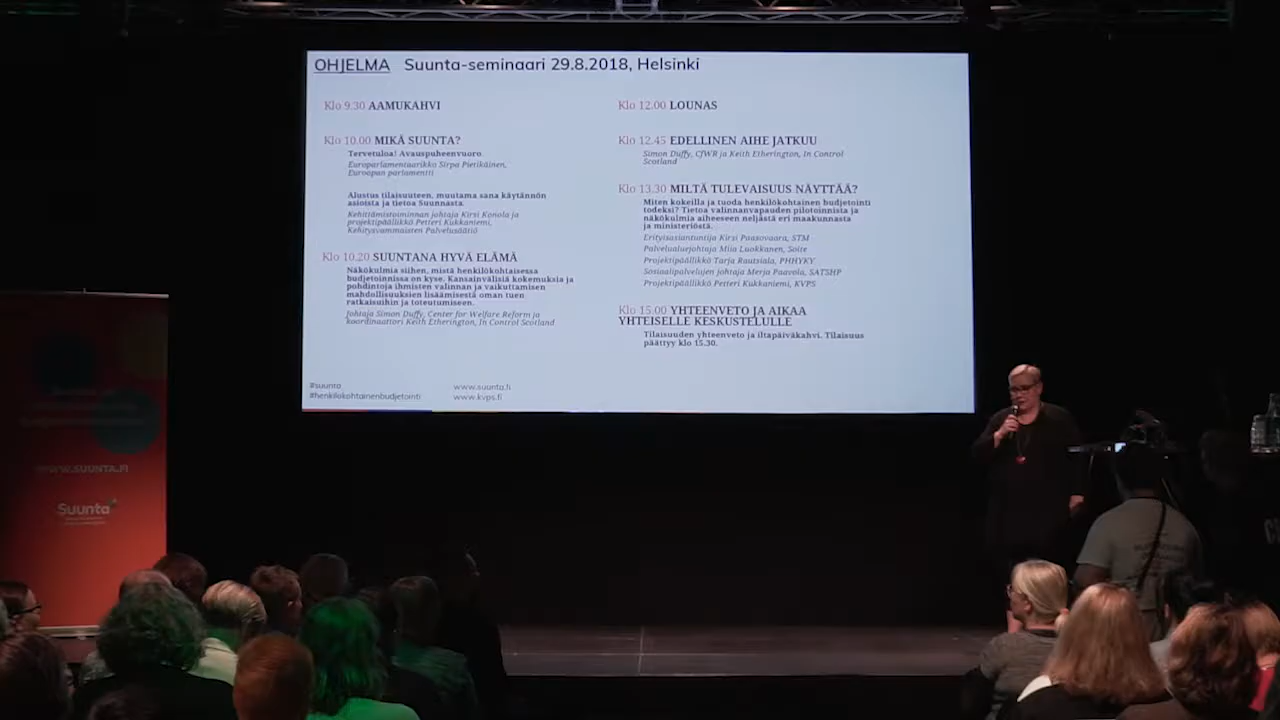 OHJELMA Suunta-seminaari 29.8.2018, Helsinki
Klo 9.30 AAMUKAHVI
Klo 10.00 MIKÄ SUUNTA?
Tervetuloa! Avauspuheenvuoro
Europarlamentaarikko Sirpa Pietikäinen,
Euroopan parlamentti
Alustus tilaisuuteen, muutama sana käytännön
asioista ja tietoa Suunnasta.
Kehittämistoiminnan johtaja Kirsi Konola ja
projektipäällikkö Petteri Kukkaniemi,
Kehitysvammaisten Palvelusäätiö
Klo 10.20 SUUNTANA HYVÄ ELÄMÄ
Näkökulmia siihen, mistä henkilökohtaisessa
budjetoinnissa on kyse. Kansainvälisiä kokemuksia ja
pohdintoja ihmisten valinnan ja vaikuttamisen
mahdollisuuksien lisäämisestä oman tuen
ratkaisuihin ja toteutumiseen.
Johtaja Simon Duffy, Center for Welfare Reform ja
koordinaattori Keith Etherington, In Control Scotland
#suunta
#henkilökohtainenbudjetointi
www.suunta.fi
www.kvps.fi
Klo 12.00 LOUNAS
Klo 12.45 EDELLINEN AIHE JATKUU
Simon Duffy, CfWR ja Keith Etherington, In Control
Scotland
Klo 13.30 MILTÄ TULEVAISUUS NÄYTTÄÄ?
Miten kokeilla ja tuoda henkilökohtainen budjetointi
todeksi? Tietoa valinnanvapauden pilotoinnista ja
näkökulmia aiheeseen neljästä eri maakunnasta
ja ministeriöstä.
Erityisasiantuntija Kirsi Paasovaara, STM
Palvelualuejohtaja Miia Luokkanen, Soite
Projektipäällikkö Tarja Rautsiala, PHHYKY
Sosiaalipalvelujen johtaja Merja Paavola, SATSHP
Projektipäällikkö Petteri Kukkaniemi, KVPS
Klo 15.00 YHTEENVETO JA AIKAA
YHTEISELLE KESKUSTELULLE
Tilaisuuden yhteenveto ja iltapäiväkahvi. Tilaisuus
päättyy klo 15.30.
WWW.SUUNTA.FI
Suunta